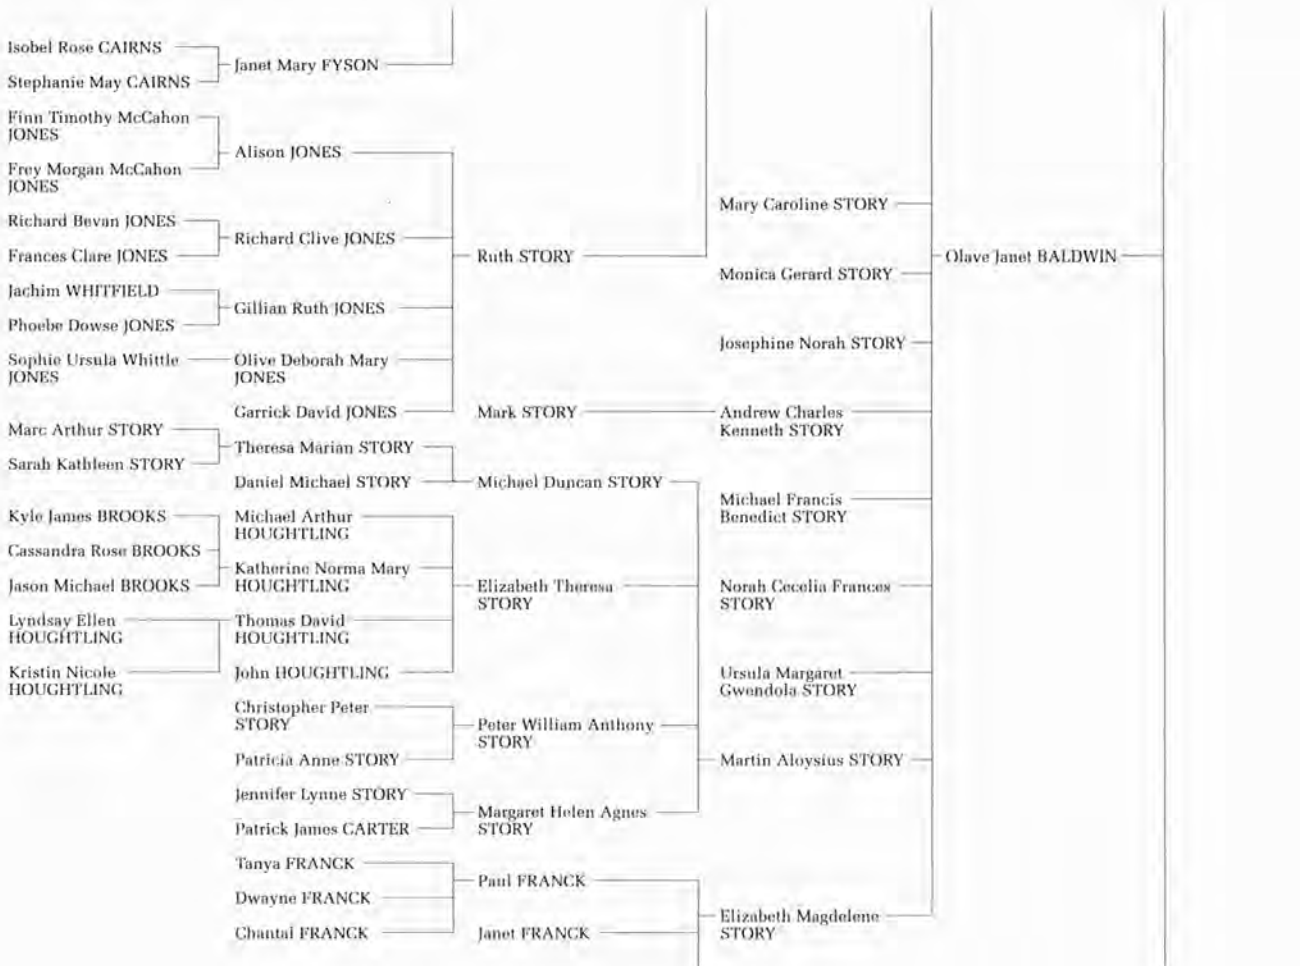 Isobel Rose CAIRNS
Stephanie May CAIRNS
Finn Timothy McCahon
JONES
Frey Morgan McCahon
JONES
Richard Bevan JONES
Frances Clare JONES
Jachim WHITFIELD
Phoebe Dowse JONES
Sophie Ursula Whittle
JONES
Marc Arthur STORY
Sarah Kathleen STORY
Kyle James BROOKS
Cassandra Rose BROOKS
Jason Michael BROOKS
Lyndsay Ellen
HOUGHTLING
Kristin Nicole
HOUGHTLING
Janet Mary FYSON
Alison JONES
Richard Clive JONES
Gillian Ruth JONES
Olive Deborah Mary
JONES
Garrick David JONES
Theresa Marian STORY
Daniel Michael STORY
Michael Arthur
HOUGHTLING
Katherine Norma Mary
HOUGHTLING
Thomas David
HOUGHTLING
John HOUGHTLING
Christopher Peter
STORY
Patricia Anne STORY
Jennifer Lynne STORY
Patrick James CARTER
Tanya FRANCK
Dwayne FRANCK
Chantal FRANCK
Ruth STORY
Mark STORY
Michael Duncan STORY
Elizabeth Theresa
STORY
Peter William Anthony
STORY
Margaret Helen Agnes
STORY
Paul FRANCK
Janet FRANCK
Mary Caroline STORY
Monica Gerard STORY
Josephine Norah STORY
Andrew Charles
Kenneth STORY
Michael Francis
Benedict STORY
Norah Cecelia Frances
STORY
Ursula Margaret
Gwendola STORY
Martin Aloysius STORY
Elizabeth Magdelene
STORY
Olave Janet BALDWIN